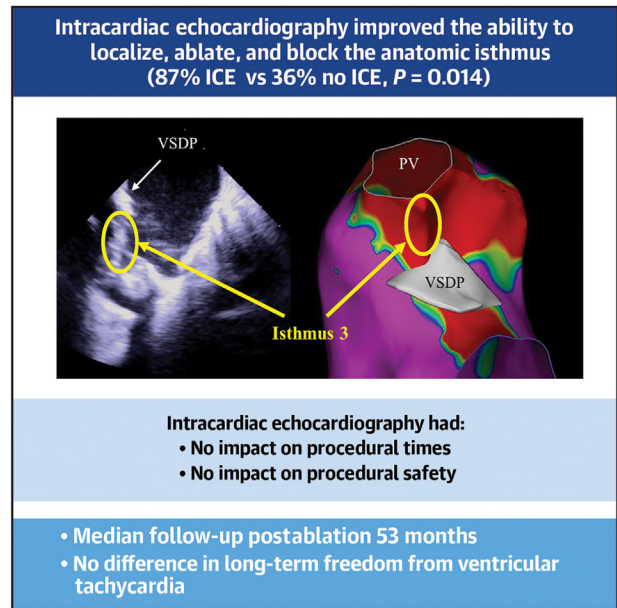 Intracardiac echocardiography improved the ability to
localize, ablate, and block the anatomic isthmus
(87% ICE vs 36% no ICE, P = 0.014)
VSDP
PV
VSDP
Isthmus 3
Intracardiac echocardiography had:
• No impact on procedural times
• No impact on procedural safety
• Median follow-up postablation 53 months
• No difference in long-term freedom from ventricular
tachycardia